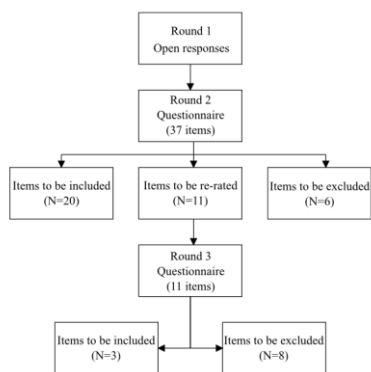 Round 1
Open responses
Round 2
Questionnaire
(37 items)
Items to be included
(N=20)
Items to be re-rated
(N=11)
Items to be excluded
(N=6)
Round 3
Questionnaire
(11 items)
Items to be included
(N=3)
Items to be excluded
(N=8)